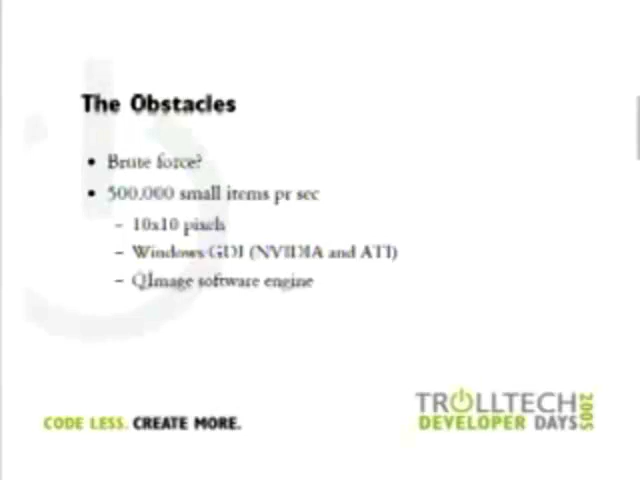 The Obstacles
• Brute force?
• 500.000 small items pr sec
– 10x10 pixels
– Windows GDI (NVIDIA and ATI)
– QImage software engine
CODE LESS. CREATE MORE.
TROLLTECH
DEVELOPER DAYS 2005